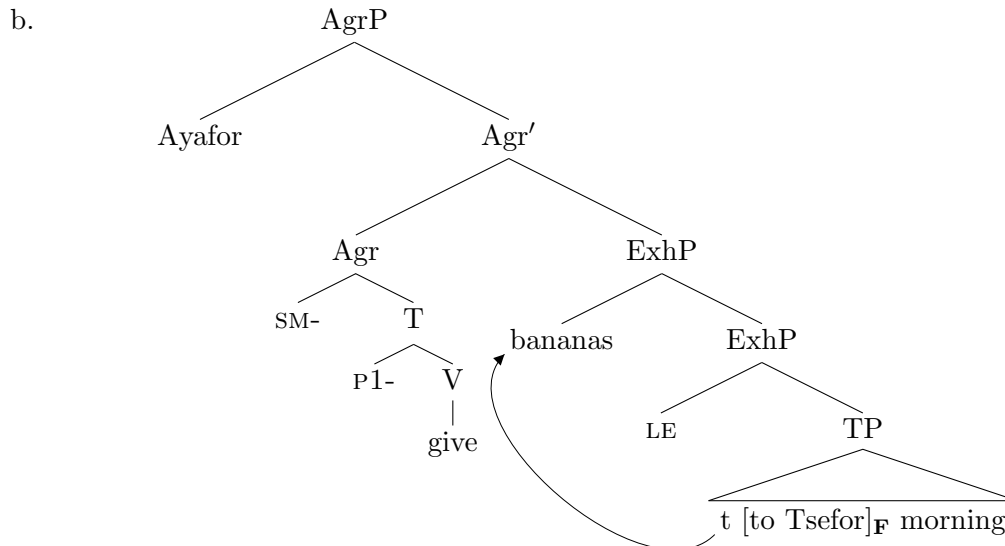 b.
AgrP
Ayafor Agr′
Agr ExhP
SM- T bananas ExhP
P1- V LE TP
give
t [to Tsefor]F morning